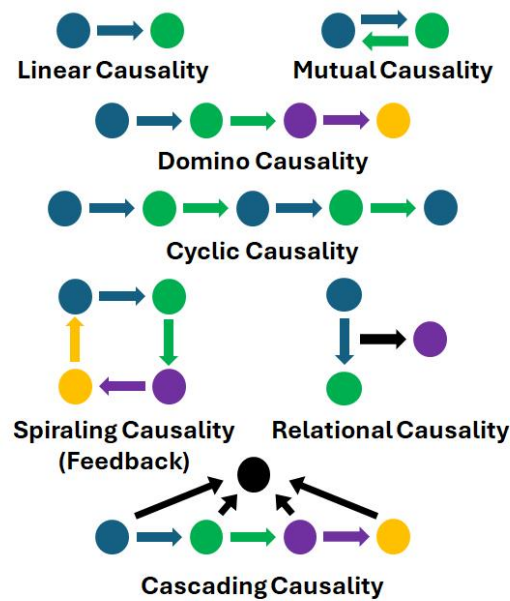 Linear Causality
Mutual Causality
Domino Causality
Cyclic Causality
Spiraling Causality
(Feedback)
Relational Causality
Cascading Causality